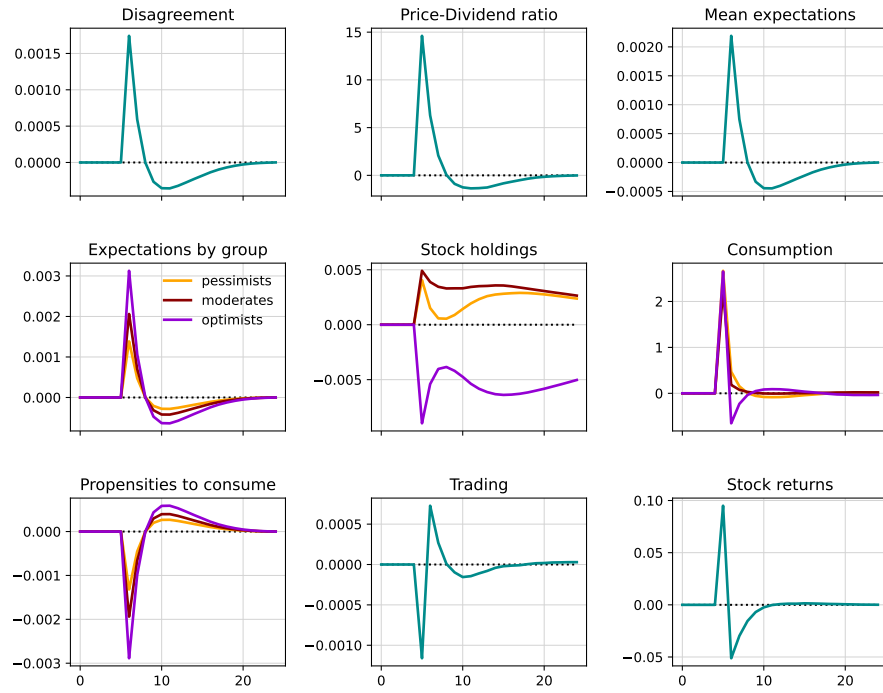 Disagreement
0.0015
0.0010
0.0005
0.0000
Price-Dividend ratio
15
10
5
0
Mean expectations
0.0020
0.0015
0.0010
0.0005
0.0000
−0.0005
Expectations by group
0.003
0.002
0.001
0.000
pessimists
moderates
optimists
Stock holdings
0.005
0.000
−0.005
Consumption
2
1
0
Propensities to consume
0.000
−0.001
−0.002
−0.003
0 10 20
Trading
0.0005
0.0000
−0.0005
−0.0010
0 10 20
Stock returns
0.10
0.05
0.00
−0.05
0 10 20